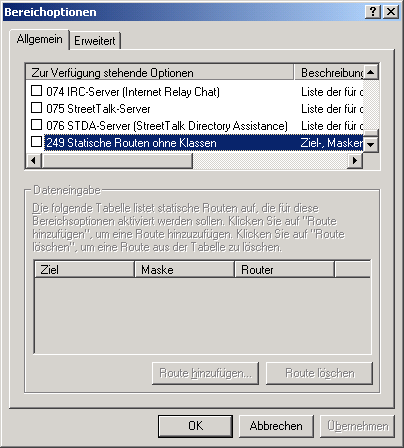 Bereichoptionen
Allgemein Erweitert
Zur Verfügung stehende Optionen Beschreibung
074 IRC-Server (Internet Relay Chat) Liste der für d
075 StreetTalk-Server Liste der für d
076 STDA-Server (StreetTalk Directory Assistance) Liste der für d
249 Statische Routen ohne Klassen Ziel-, Masken
Dateneingabe
Die folgende Tabelle listet statische Routen auf, die für diese
Bereichsoptionen aktiviert werden sollen. Klicken Sie auf "Route
hinzufügen", um eine Route hinzuzufügen. Klicken Sie auf "Route
löschen", um eine Route aus der Tabelle zu löschen.
Ziel Maske Router
Route hinzufügen... Route löschen
OK Abbrechen Übernehmen